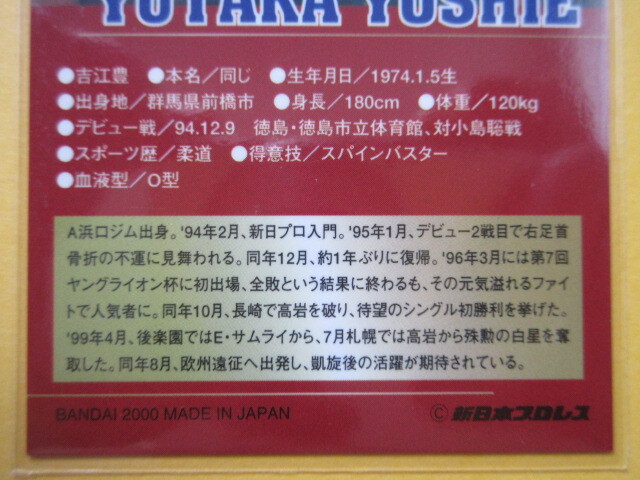 YUTAKA YOSHIE
●吉江豊 ●本名／同じ ●生年月日／1974.1.5生
●出身地／群馬県前橋市 ●身長／180cm ●体重／120kg
●デビュー戦／94.12.9 徳島・徳島市立体育館、対小島聡戦
●スポーツ歴／柔道 ●得意技／スパインバスター
●血液型／O型
A浜口ジム出身。'94年2月、新日プロ入門。'95年1月、デビュー2戦目で右足首
骨折の不運に見舞われる。同年12月、約1年ぶりに復帰。'96年3月には第7回
ヤングライオン杯に初出場、全敗という結果に終わるも、その元気溢れるファイ
トで人気者に。同年10月、長崎で高岩を破り、待望のシングル初勝利を挙げた。
'99年4月、後楽園ではE・サムライから、7月札幌では高岩から殊勲の白星を奪
取した。同年8月、欧州遠征へ出発し、凱旋後の活躍が期待されている。
BANDAI 2000 MADE IN JAPAN
©新日本プロレス